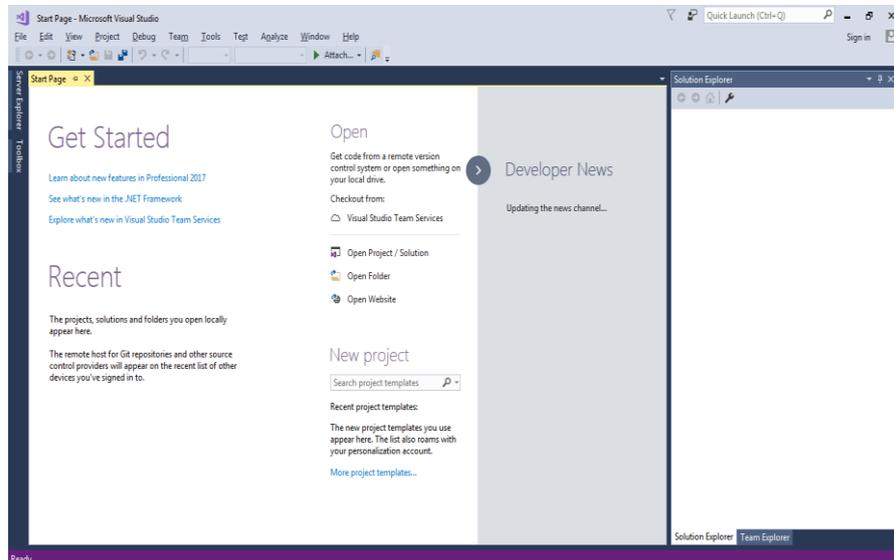 Start Page - Microsoft Visual Studio
Quick Launch (Ctrl+Q)
File Edit View Project Debug Team Tools Test Analyze Window Help
Sign in
Attach...
Server Explorer
Toolbox
Start Page
Get Started
Learn about new features in Professional 2017
See what's new in the .NET Framework
Explore what's new in Visual Studio Team Services
Recent
The projects, solutions and folders you open locally
appear here.
The remote host for Git repositories and other source
control providers will appear on the recent list of other
devices you've signed in to.
Open
Get code from a remote version
control system or open something on
your local drive.
Checkout from:
Visual Studio Team Services
Open Project / Solution
Open Folder
Open Website
New project
Search project templates
Recent project templates:
The new project templates you use
appear here. The list also roams with
your personalization account.
More project templates...
Developer News
Updating the news channel...
Solution Explorer
Solution Explorer Team Explorer
Ready